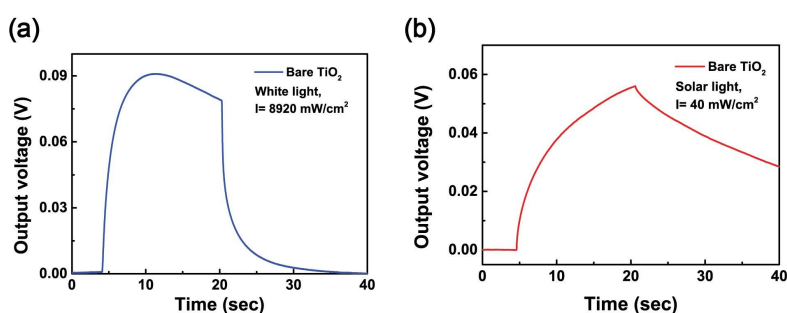 (a)
Output voltage (V)
0.09
0.06
0.03
0.00
Bare TiO₂
White light,
I= 8920 mW/cm²
0 10 20 30 40
Time (sec)
(b)
Output voltage (V)
0.06
0.04
0.02
0.00
Bare TiO₂
Solar light,
I= 40 mW/cm²
0 10 20 30 40
Time (sec)